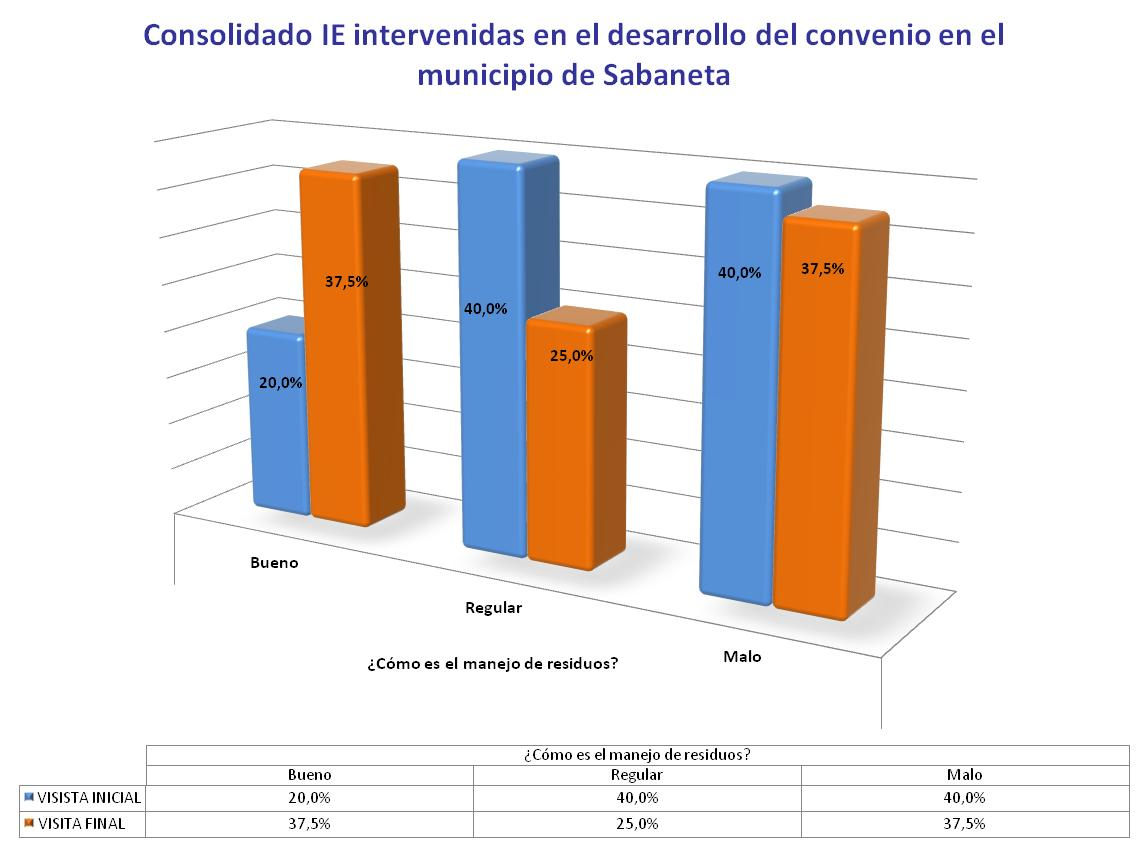 Consolidado IE intervenidas en el desarrollo del convenio en el
municipio de Sabaneta
20,0%
37,5%
40,0%
25,0%
40,0%
37,5%
Bueno
Regular
Malo
¿Cómo es el manejo de residuos?
¿Cómo es el manejo de residuos?
Bueno Regular Malo
VISISTA INICIAL 20,0% 40,0% 40,0%
VISITA FINAL 37,5% 25,0% 37,5%